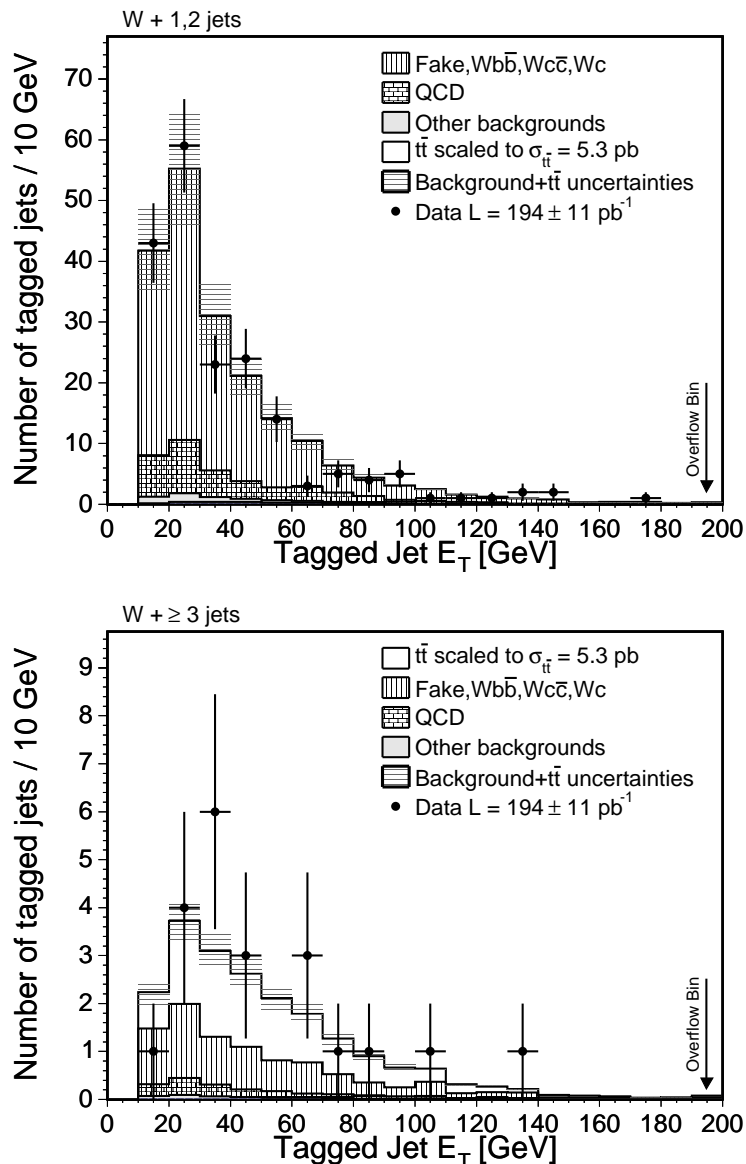 W + 1,2 jets
Number of tagged jets / 10 GeV
70
60
50
40
30
20
10
0
Fake,Wbb̅,Wcc̅,Wc
QCD
Other backgrounds
tt̅ scaled to σtt̅ = 5.3 pb
Background+tt̅ uncertainties
Data L = 194 ± 11 pb⁻¹
Overflow Bin
0 20 40 60 80 100 120 140 160 180 200
Tagged Jet E_T [GeV]
W + ≥ 3 jets
Number of tagged jets / 10 GeV
9
8
7
6
5
4
3
2
1
0
tt̅ scaled to σtt̅ = 5.3 pb
Fake,Wbb̅,Wcc̅,Wc
QCD
Other backgrounds
Background+tt̅ uncertainties
Data L = 194 ± 11 pb⁻¹
Overflow Bin
0 20 40 60 80 100 120 140 160 180 200
Tagged Jet E_T [GeV]